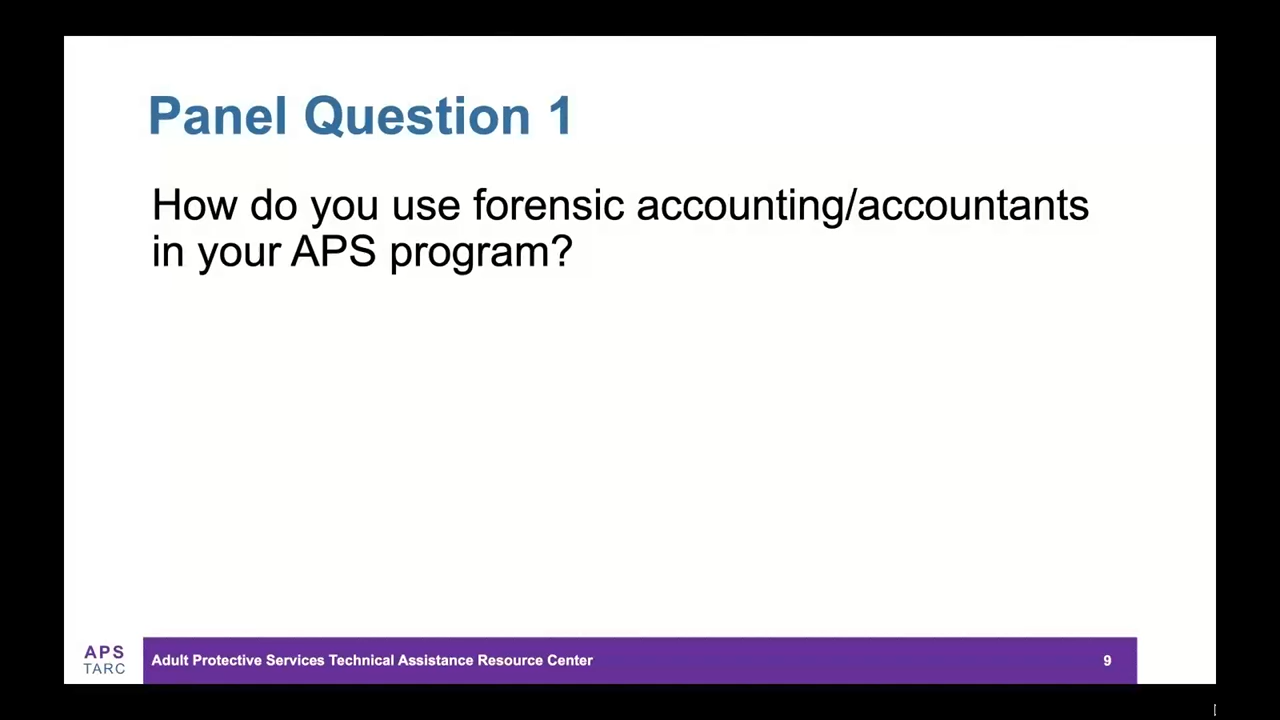 Panel Question 1
How do you use forensic accounting/accountants
in your APS program?
APS
TARC
Adult Protective Services Technical Assistance Resource Center
9